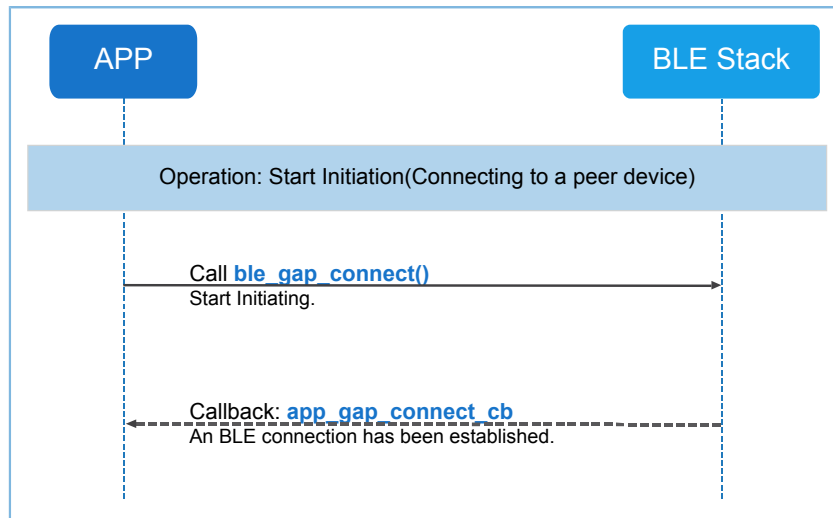 APP
BLE Stack
Operation: Start Initiation(Connecting to a peer device)
Call ble_gap_connect()
Start Initiating.
Callback: app_gap_connect_cb
An BLE connection has been established.